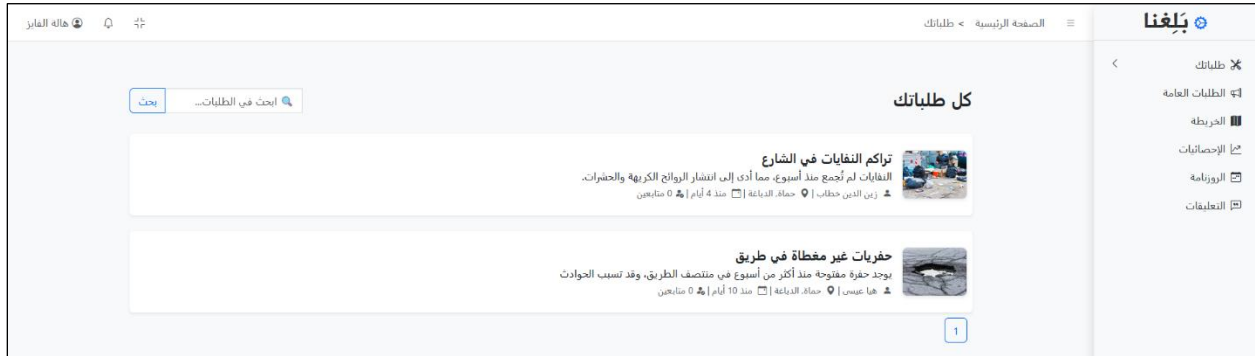 بَلِغنا
الصفحة الرئيسية > طلباتك
هالة الفايز
طلباتك
الطلبات العامة
الخريطة
الإحصائيات
الروزنامة
التعليقات
كل طلباتك
ابحث في الطلبات...
بحث
تراكم النفايات في الشارع
النفايات لم تُجمع منذ أسبوع، مما أدى إلى انتشار الروائح الكريهة والحشرات.
زين الدين خطاب | حماة، الدباغة | منذ 4 أيام | 0 متابعين
حفريات غير مغطاة في طريق
يوجد حفرة مفتوحة منذ أكثر من أسبوع في منتصف الطريق، وقد تسبب الحوادث
هيا عيسى | حماة، الدباغة | منذ 10 أيام | 0 متابعين
1